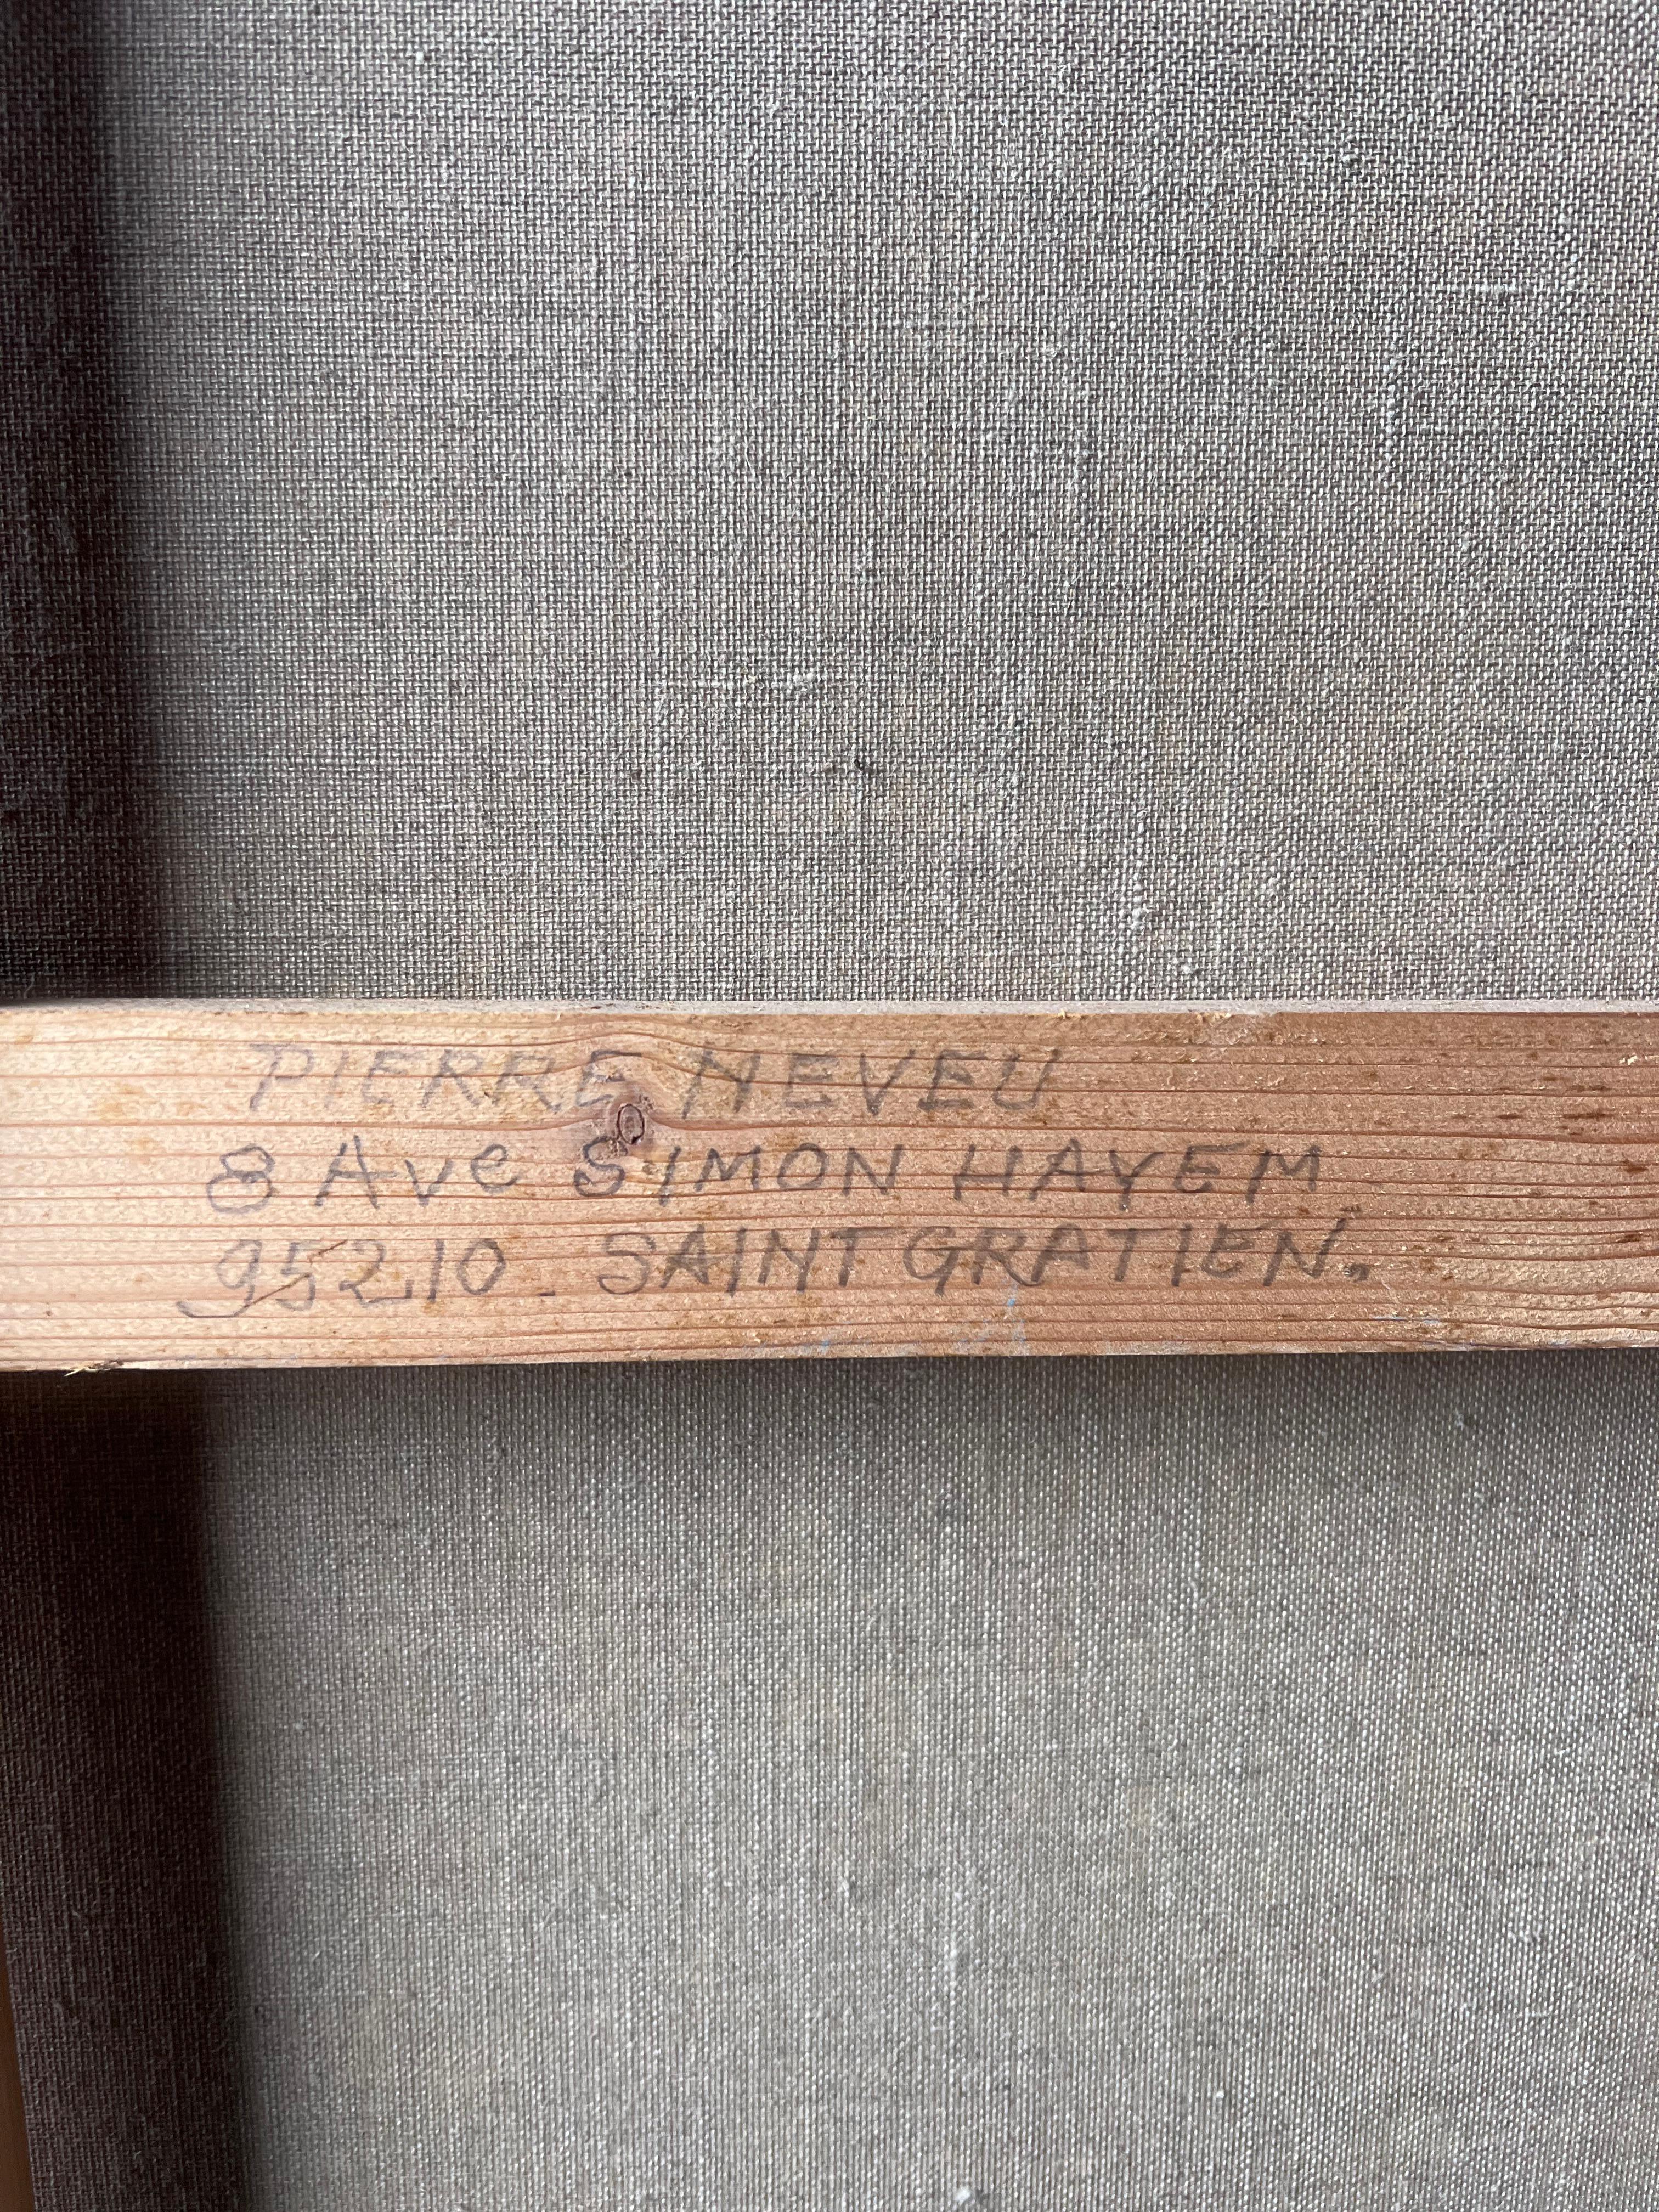 PIERRE NEVEU
8 Ave SIMON HAYEM
95210 - SAINT GRATIEN.